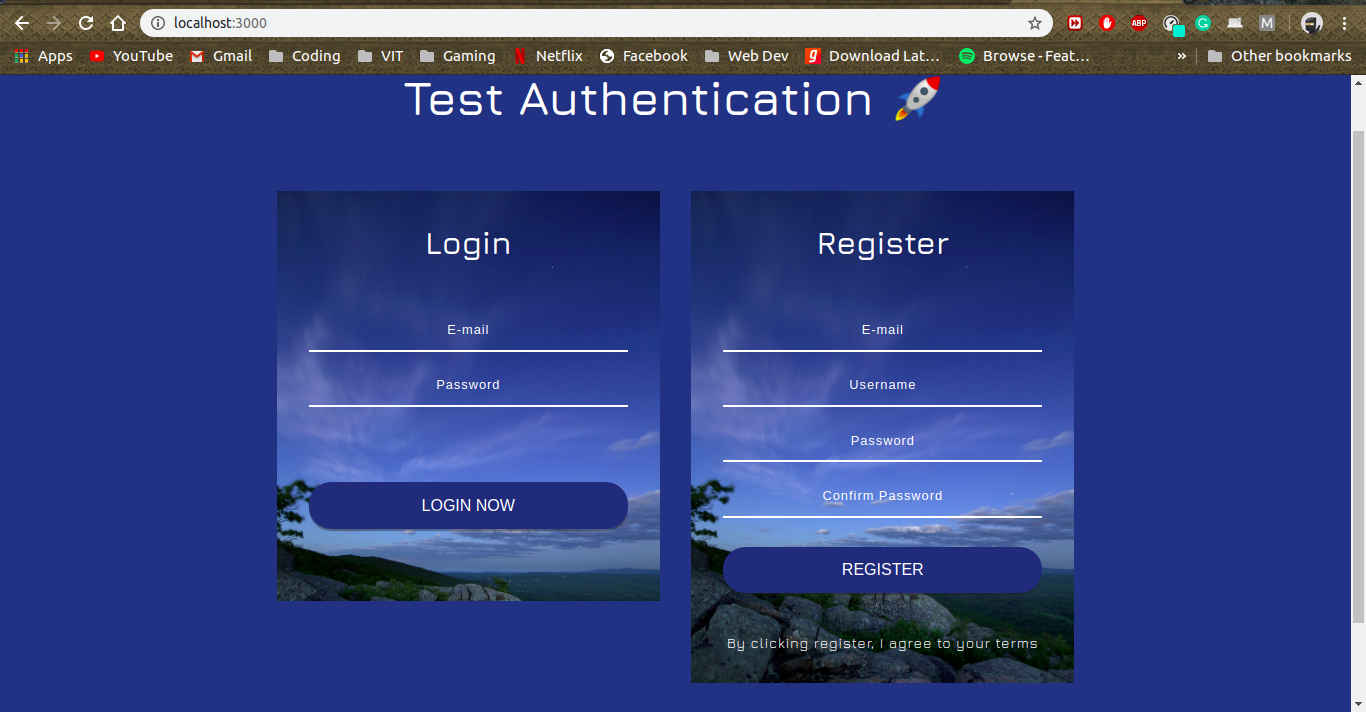 localhost:3000
Apps YouTube Gmail Coding VIT Gaming Netflix Facebook Web Dev Download Lat… Browse - Feat… » Other bookmarks
Test Authentication 🚀
Login
E-mail
Password
LOGIN NOW
Register
E-mail
Username
Password
Confirm Password
REGISTER
By clicking register, I agree to your terms